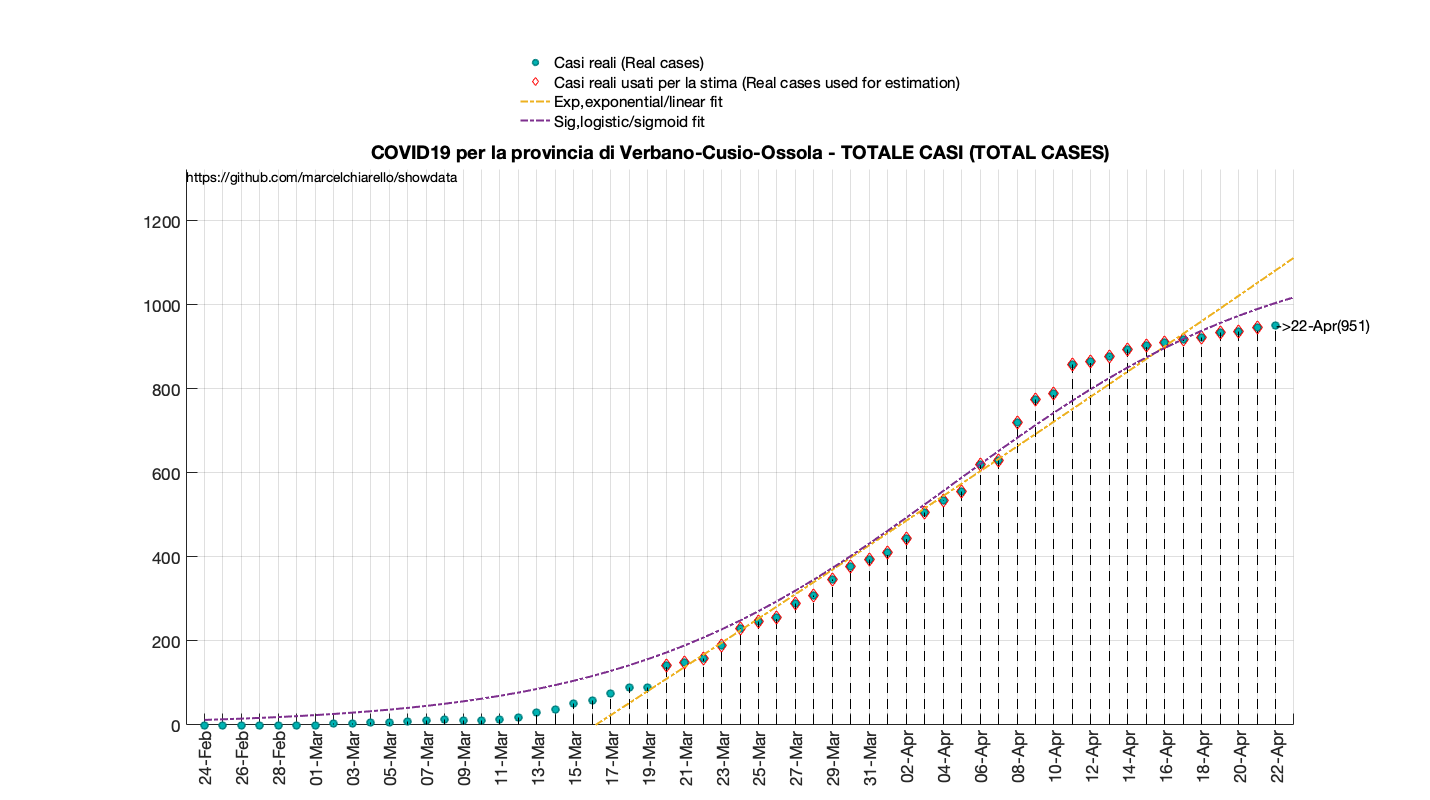 Casi reali (Real cases)
Casi reali usati per la stima (Real cases used for estimation)
Exp,exponential/linear fit
Sig,logistic/sigmoid fit
COVID19 per la provincia di Verbano-Cusio-Ossola - TOTALE CASI (TOTAL CASES)
https://github.com/marcelchiarello/showdata
1200
1000
800
600
400
200
0
->22-Apr(951)
24-Feb
26-Feb
28-Feb
01-Mar
03-Mar
05-Mar
07-Mar
09-Mar
11-Mar
13-Mar
15-Mar
17-Mar
19-Mar
21-Mar
23-Mar
25-Mar
27-Mar
29-Mar
31-Mar
02-Apr
04-Apr
06-Apr
08-Apr
10-Apr
12-Apr
14-Apr
16-Apr
18-Apr
20-Apr
22-Apr